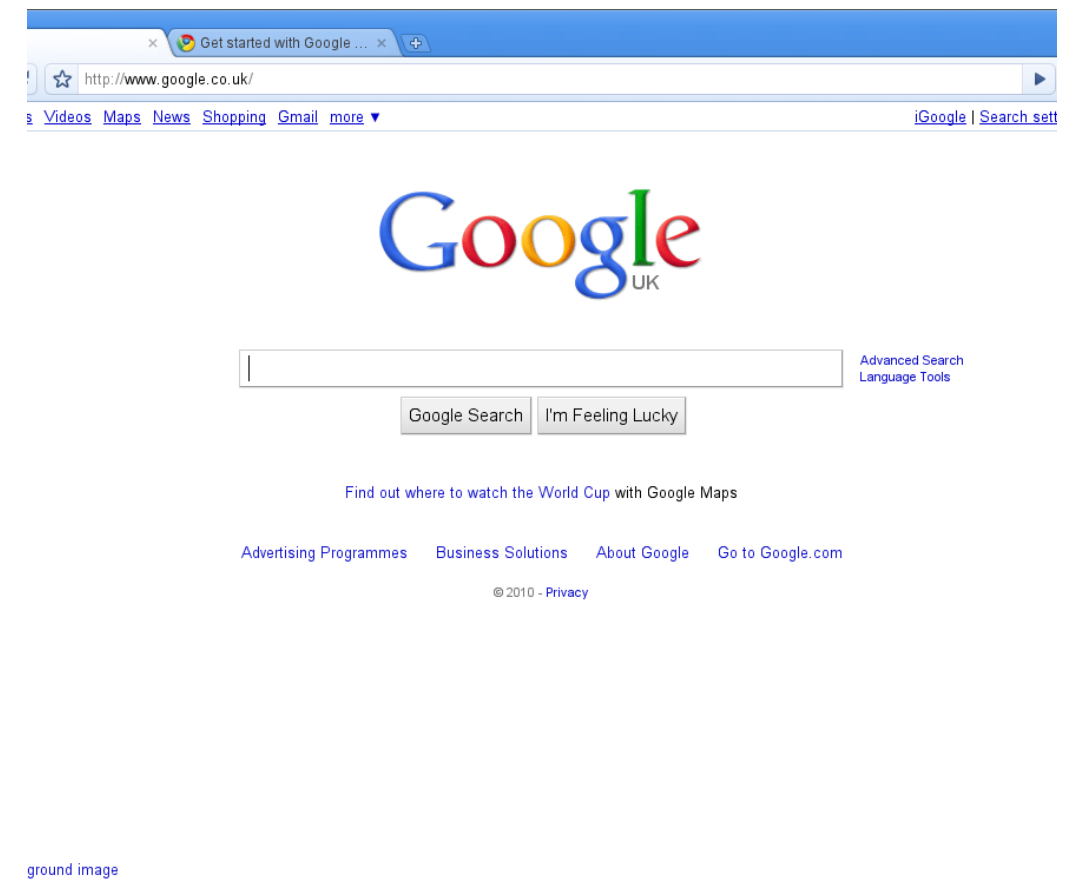 Get started with Google ...
http://www.google.co.uk/
s Videos Maps News Shopping Gmail more ▼ iGoogle | Search sett
Google
UK
Advanced Search
Language Tools
Google Search I'm Feeling Lucky
Find out where to watch the World Cup with Google Maps
Advertising Programmes Business Solutions About Google Go to Google.com
© 2010 - Privacy
ground image